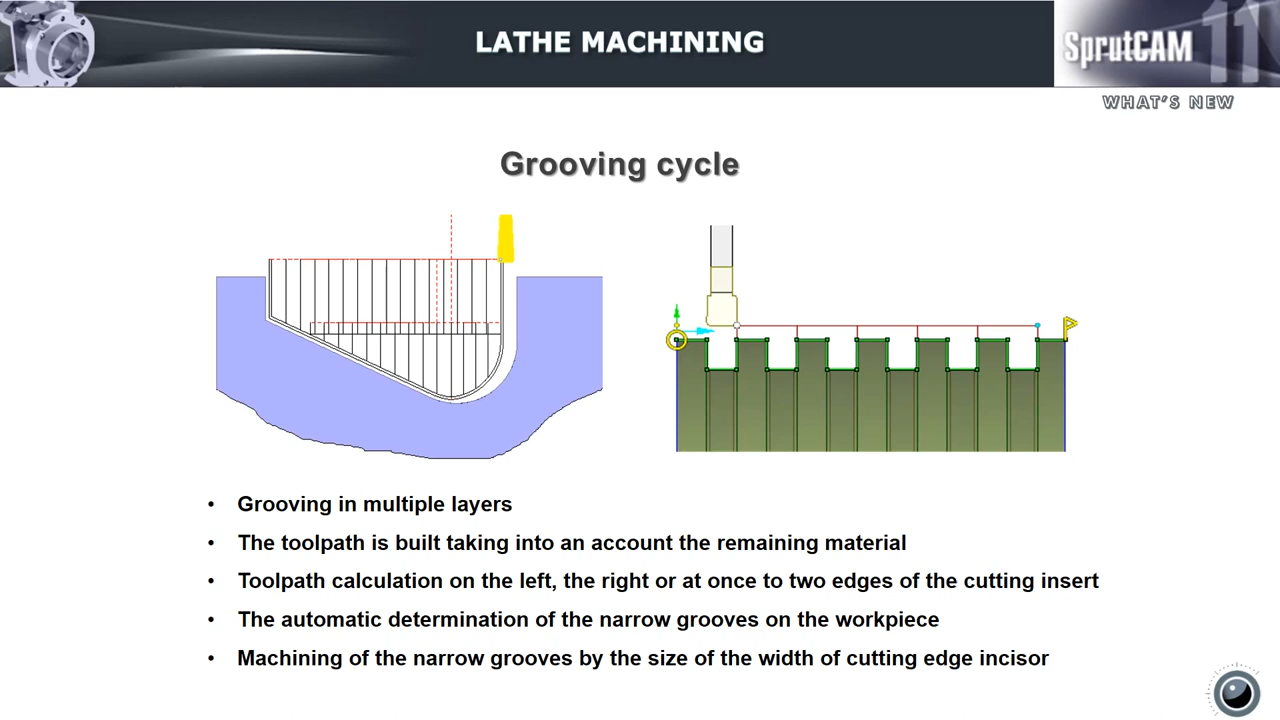 LATHE MACHINING
SprutCAM 11
WHAT'S NEW
Grooving cycle
• Grooving in multiple layers
• The toolpath is built taking into an account the remaining material
• Toolpath calculation on the left, the right or at once to two edges of the cutting insert
• The automatic determination of the narrow grooves on the workpiece
• Machining of the narrow grooves by the size of the width of cutting edge incisor